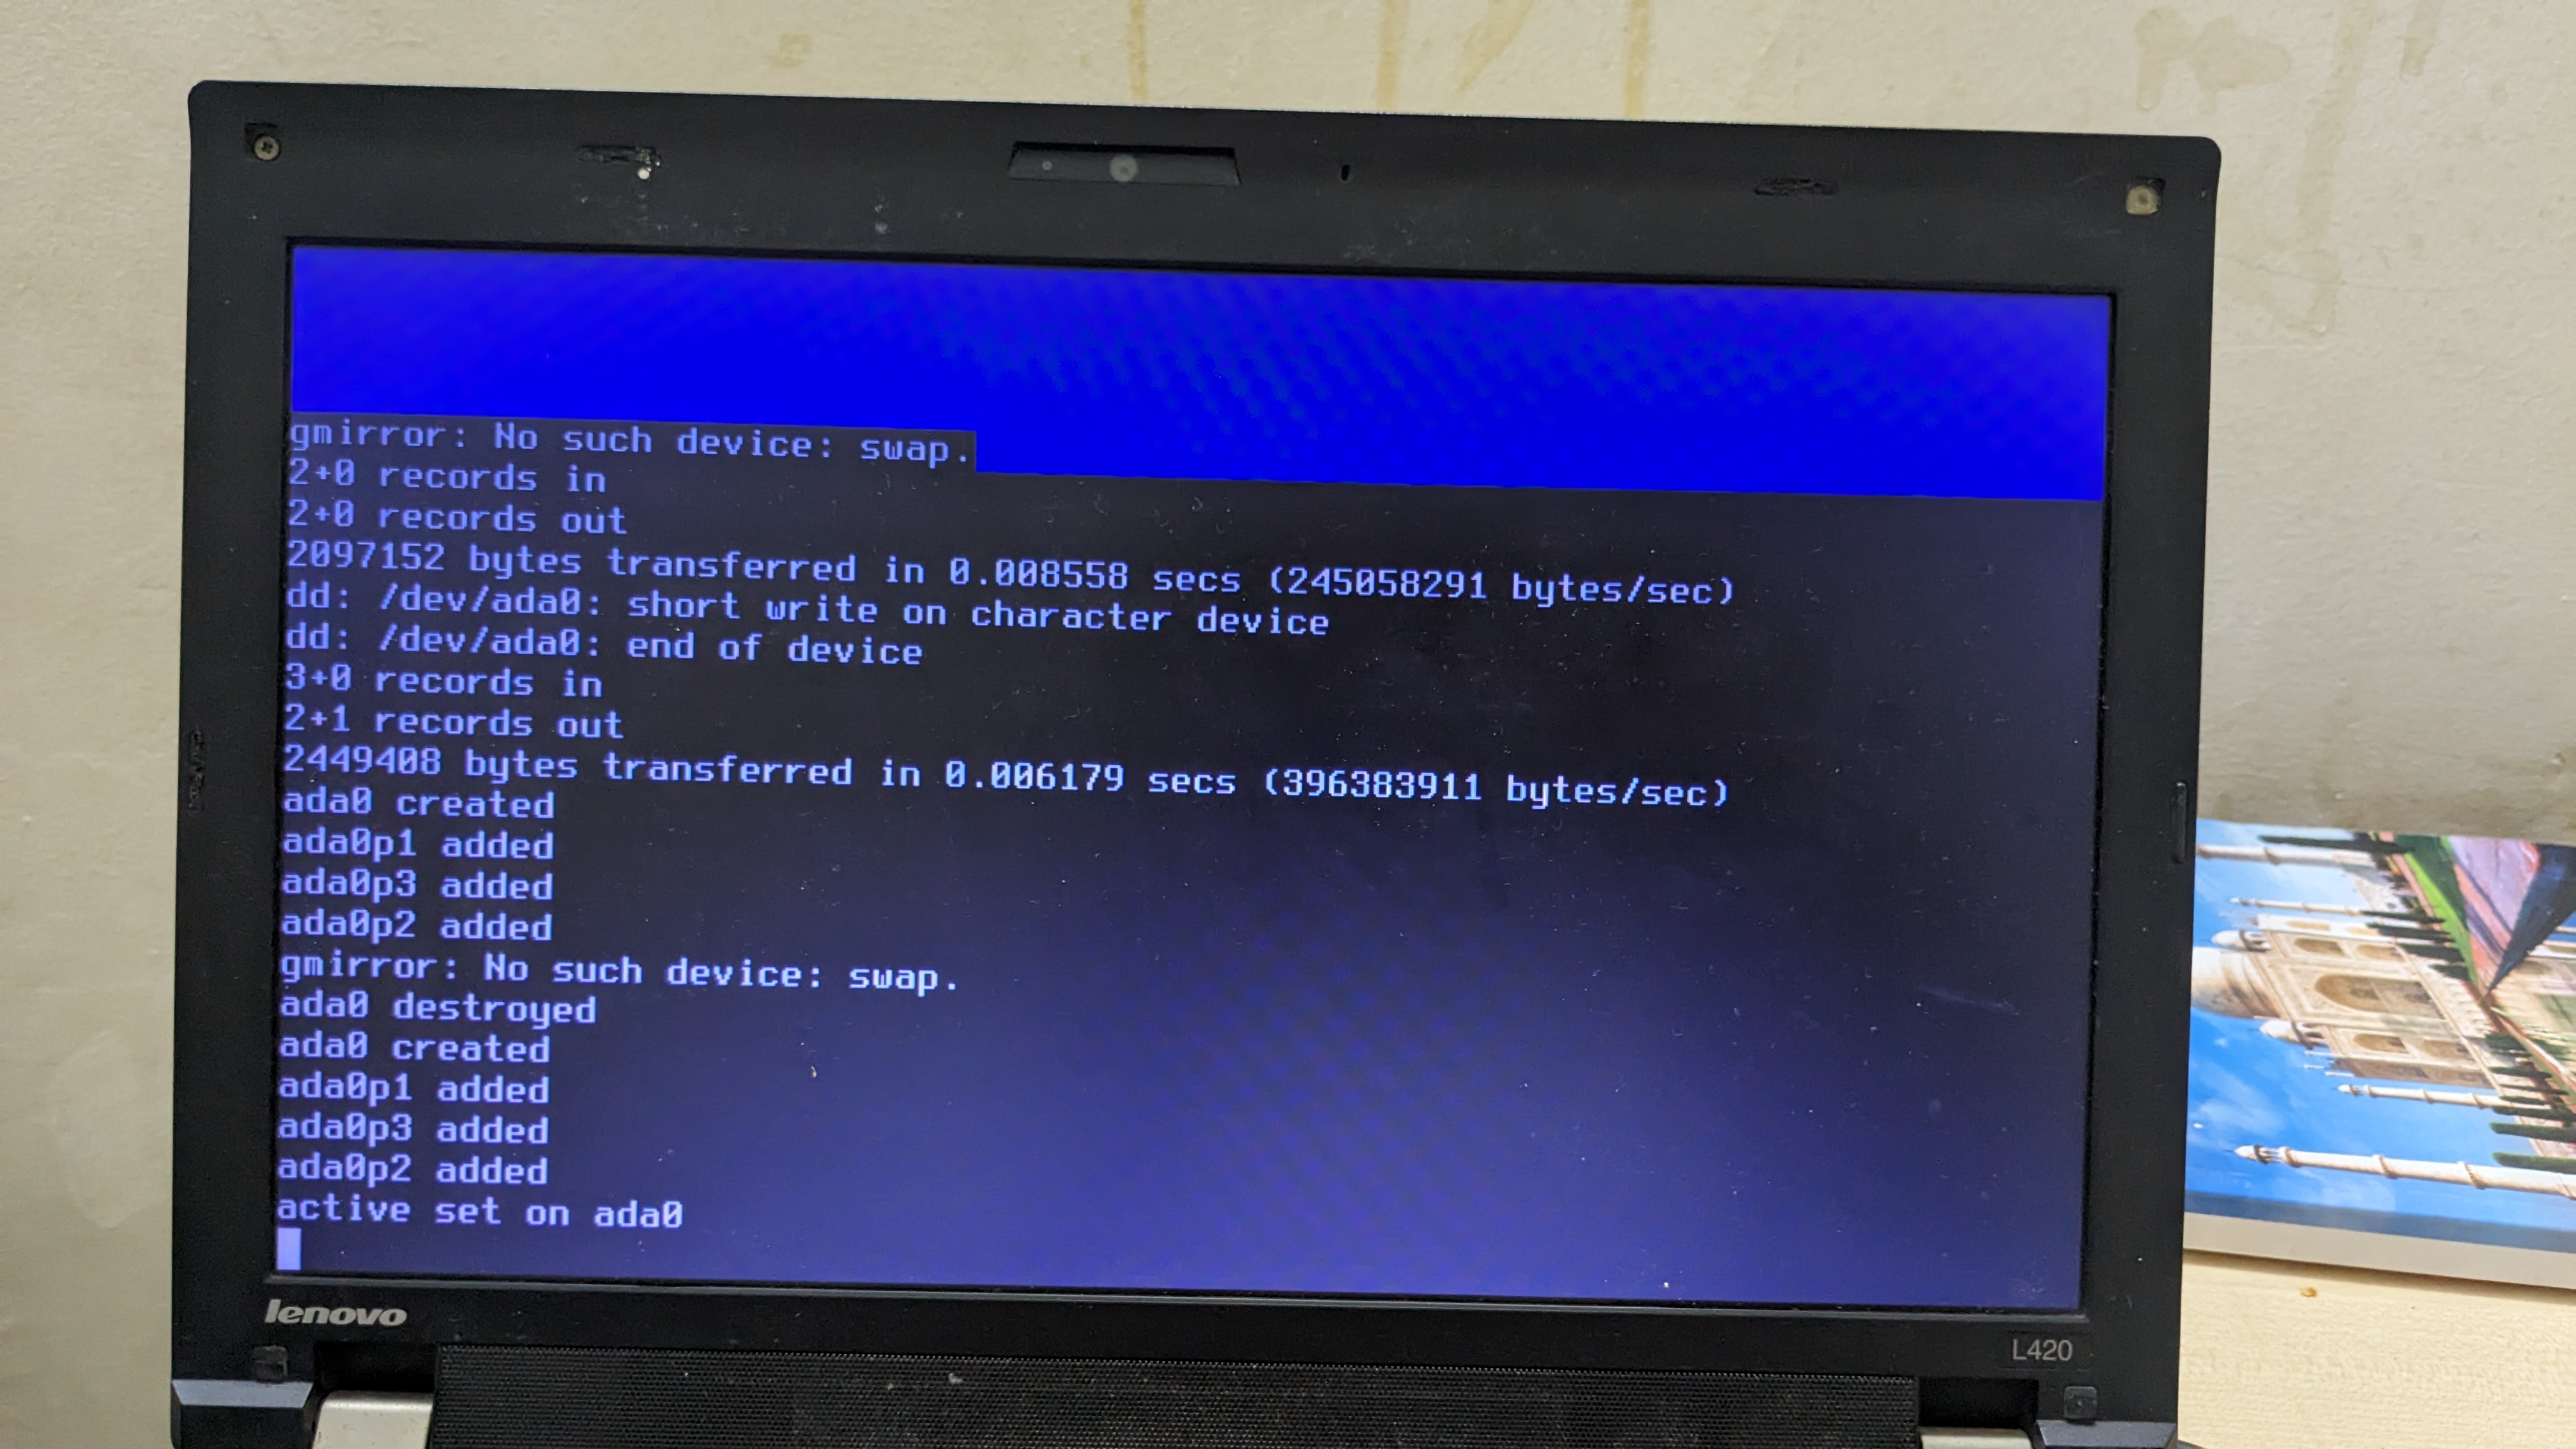 gmirror: No such device: swap.
2+0 records in
2+0 records out
2097152 bytes transferred in 0.008558 secs (245058291 bytes/sec)
dd: /dev/ada0: short write on character device
dd: /dev/ada0: end of device
3+0 records in
2+1 records out
2449408 bytes transferred in 0.006179 secs (396383911 bytes/sec)
ada0 created
ada0p1 added
ada0p3 added
ada0p2 added
gmirror: No such device: swap.
ada0 destroyed
ada0 created
ada0p1 added
ada0p3 added
ada0p2 added
active set on ada0
lenovo
L420